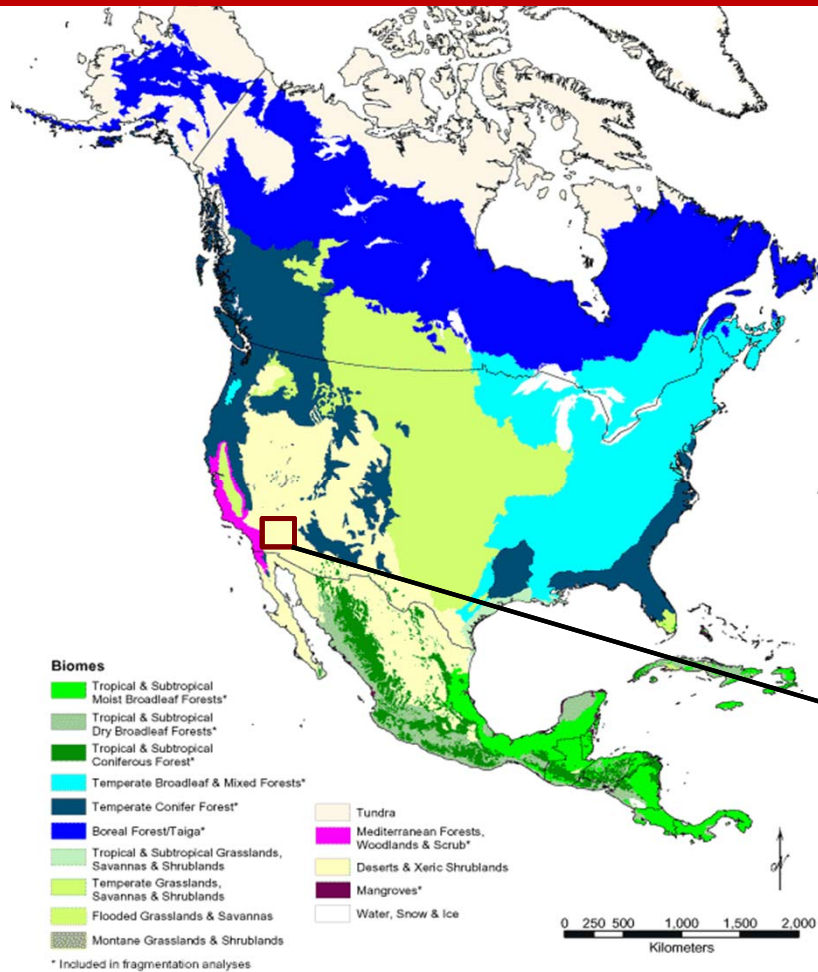 Biomes
Tropical & Subtropical
Moist Broadleaf Forests*
Tropical & Subtropical
Dry Broadleaf Forests*
Tropical & Subtropical
Coniferous Forest*
Temperate Broadleaf & Mixed Forests*
Temperate Conifer Forest*
Boreal Forest/Taiga*
Tropical & Subtropical Grasslands,
Savannas & Shrublands
Temperate Grasslands,
Savannas & Shrublands
Flooded Grasslands & Savannas
Montane Grasslands & Shrublands
* Included in fragmentation analyses
Tundra
Mediterranean Forests,
Woodlands & Scrub*
Deserts & Xeric Shrublands
Mangroves*
Water, Snow & Ice
N
0 250 500 1,000 1,500 2,000
Kilometers